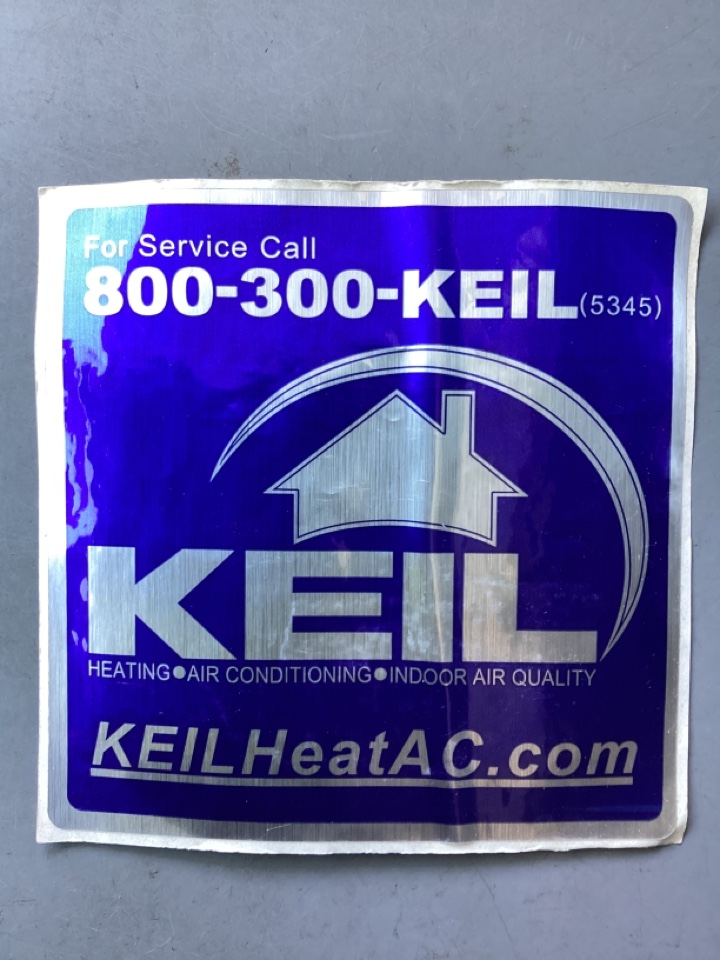 For Service Call
800-300-KEIL(5345)
KEIL
HEATING●AIR CONDITIONING●INDOOR AIR QUALITY
KEILHeatAC.com